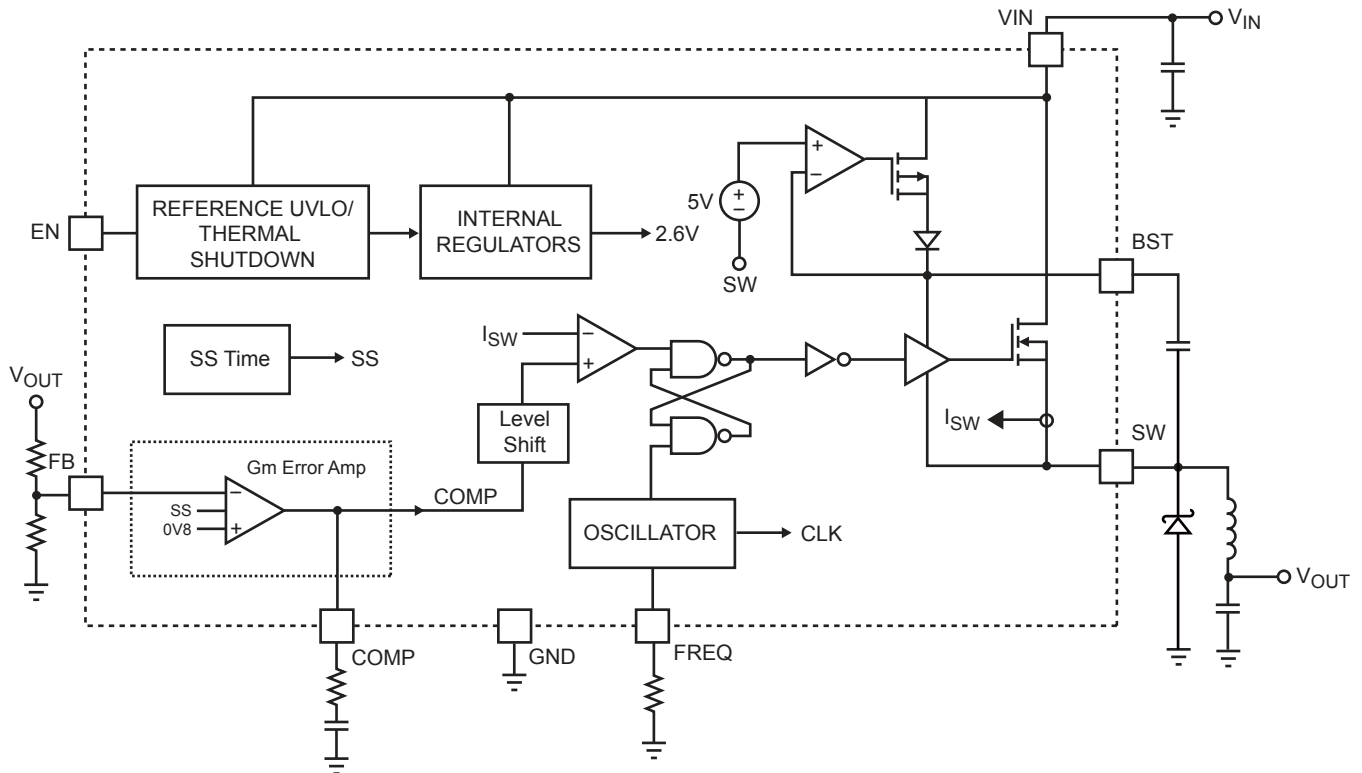 VIN
V_IN
REFERENCE UVLO/
THERMAL
SHUTDOWN
INTERNAL
REGULATORS
2.6V
EN
5V
+
−
SW
+
−
BST
SS Time
SS
I_SW
−
+
Level
Shift
I_SW
SW
V_OUT
FB
Gm Error Amp
−
SS
0V8
+
COMP
OSCILLATOR
CLK
V_OUT
COMP
GND
FREQ